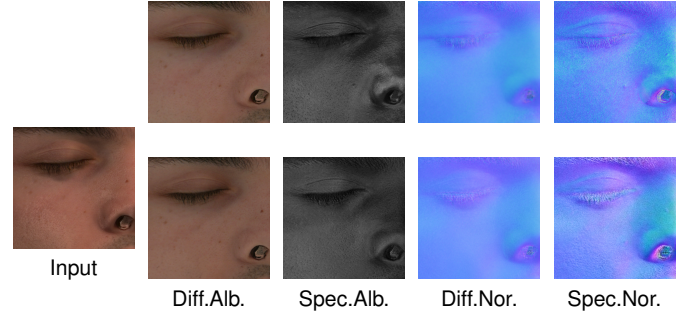 Input
Diff.Alb.
Spec.Alb.
Diff.Nor.
Spec.Nor.